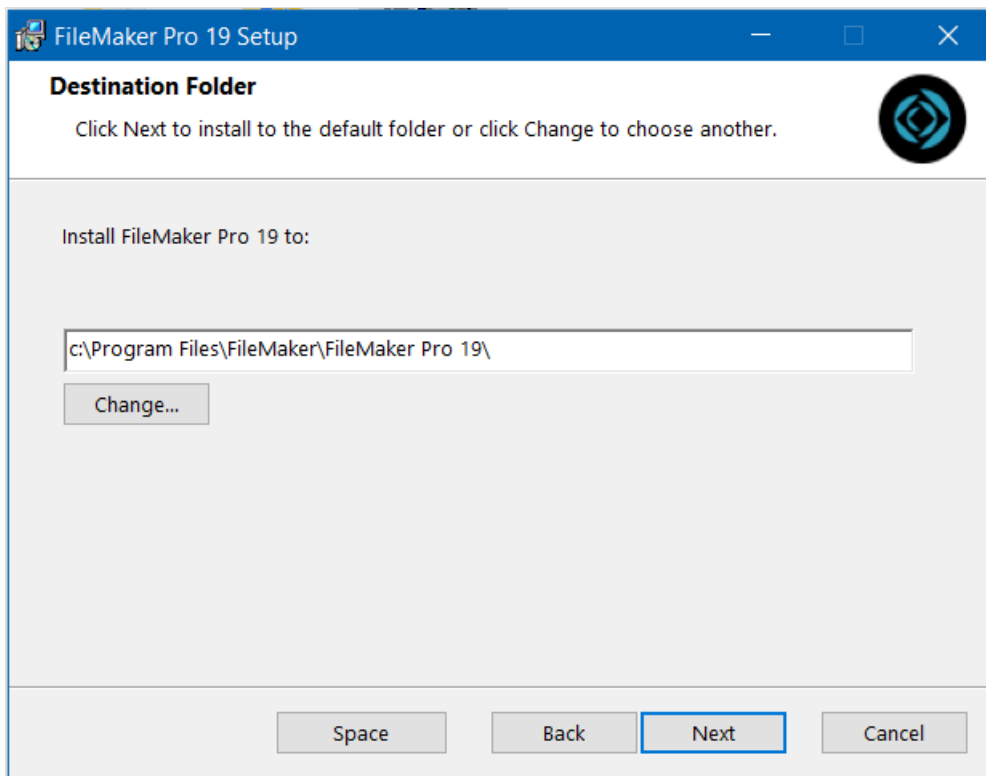 FileMaker Pro 19 Setup
Destination Folder
Click Next to install to the default folder or click Change to choose another.
Install FileMaker Pro 19 to:
c:\Program Files\FileMaker\FileMaker Pro 19\
Change...
Space Back Next Cancel